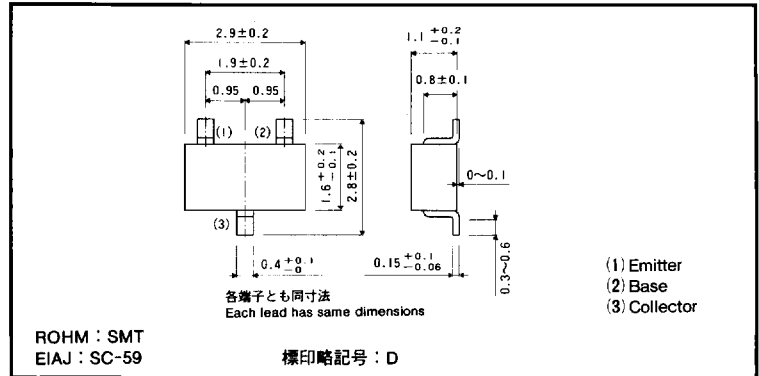 2.9±0.2
1.9±0.2
0.95 0.95
(1) (2)
(3)
1.6 +0.2 -0.1
2.8±0.2
0.4 +0.1 -0
各端子とも同寸法
Each lead has same dimensions
1.1 +0.2 -0.1
0.8±0.1
0~0.1
0.15 +0.1 -0.06
0.3~0.6
(1) Emitter
(2) Base
(3) Collector
ROHM：SMT
EIAJ：SC-59
標印略記号：D